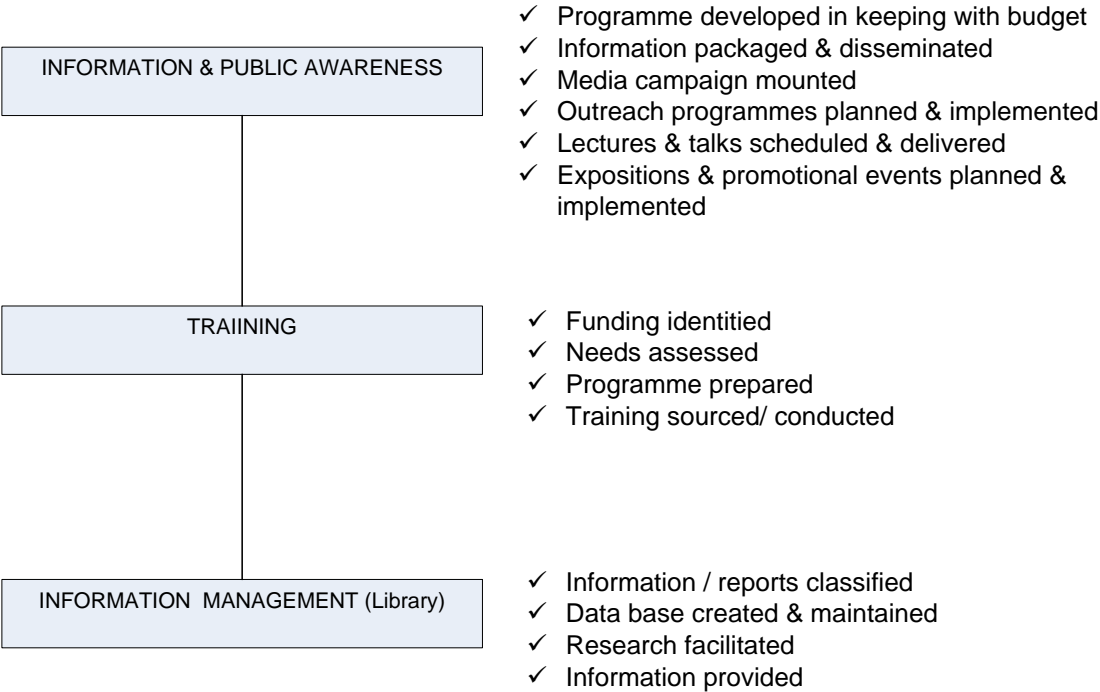 INFORMATION & PUBLIC AWARENESS
✓ Programme developed in keeping with budget
✓ Information packaged & disseminated
✓ Media campaign mounted
✓ Outreach programmes planned & implemented
✓ Lectures & talks scheduled & delivered
✓ Expositions & promotional events planned &
implemented
TRAIINING
✓ Funding identitied
✓ Needs assessed
✓ Programme prepared
✓ Training sourced/ conducted
INFORMATION MANAGEMENT (Library)
✓ Information / reports classified
✓ Data base created & maintained
✓ Research facilitated
✓ Information provided